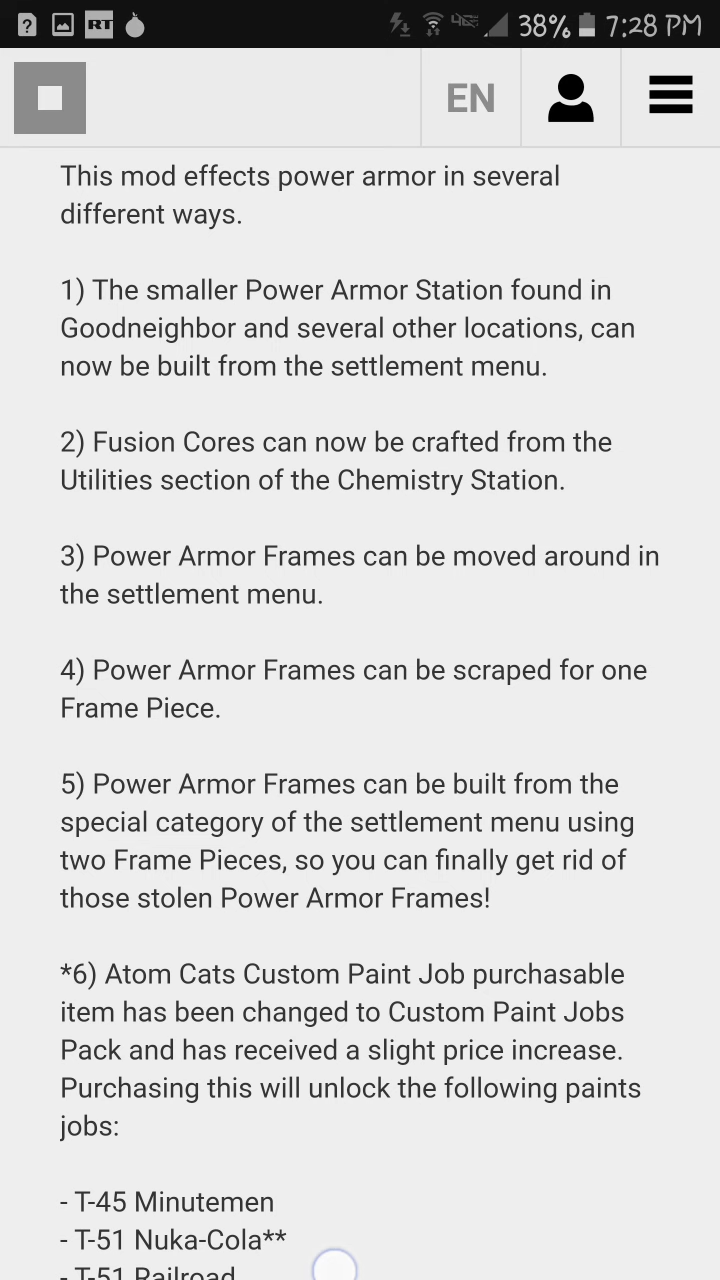 RT 38% 7:28 PM
EN
This mod effects power armor in several
different ways.
1) The smaller Power Armor Station found in
Goodneighbor and several other locations, can
now be built from the settlement menu.
2) Fusion Cores can now be crafted from the
Utilities section of the Chemistry Station.
3) Power Armor Frames can be moved around in
the settlement menu.
4) Power Armor Frames can be scraped for one
Frame Piece.
5) Power Armor Frames can be built from the
special category of the settlement menu using
two Frame Pieces, so you can finally get rid of
those stolen Power Armor Frames!
*6) Atom Cats Custom Paint Job purchasable
item has been changed to Custom Paint Jobs
Pack and has received a slight price increase.
Purchasing this will unlock the following paints
jobs:
- T-45 Minutemen
- T-51 Nuka-Cola**
- T-51 Railroad